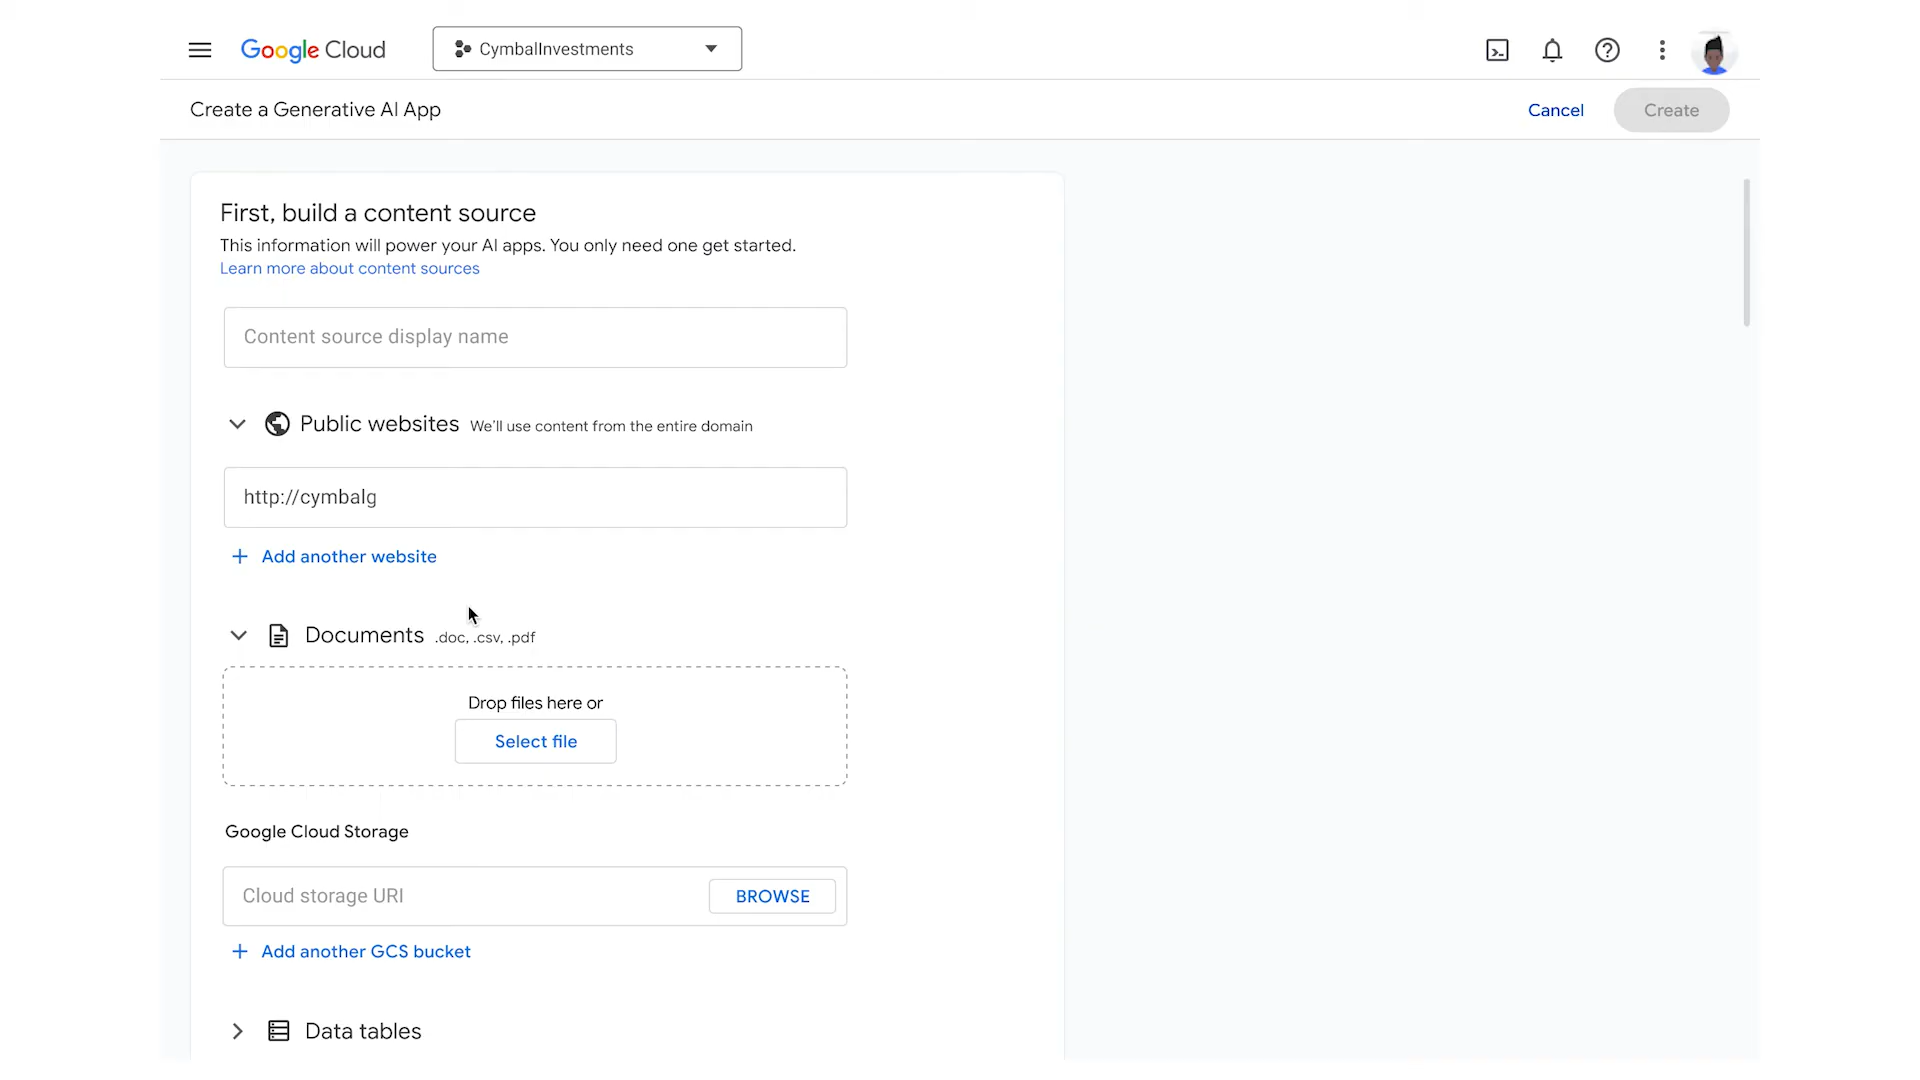 Google Cloud
CymbalInvestments
Create a Generative AI App
Cancel
Create
First, build a content source
This information will power your AI apps. You only need one get started.
Learn more about content sources
Content source display name
Public websites We'll use content from the entire domain
http://cymbalg
+ Add another website
Documents .doc, .csv, .pdf
Drop files here or
Select file
Google Cloud Storage
Cloud storage URI
BROWSE
+ Add another GCS bucket
Data tables